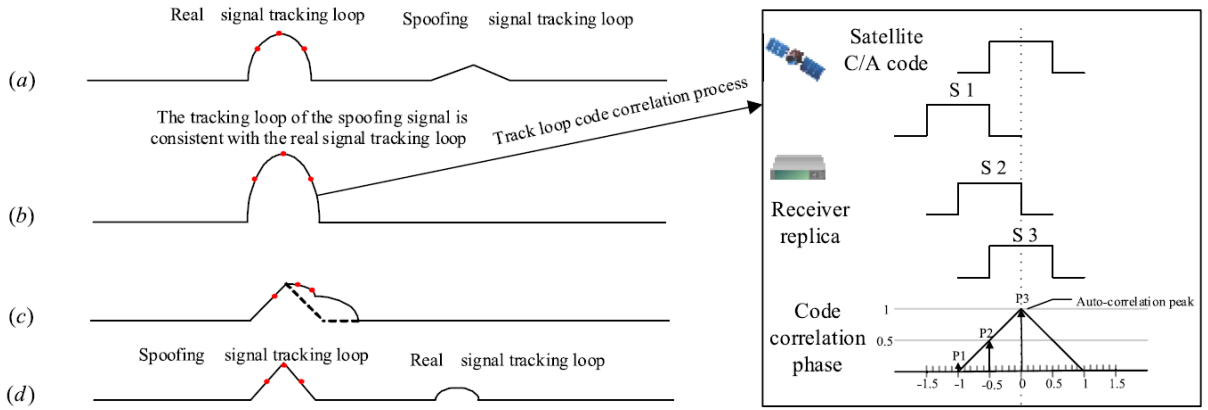 Real signal tracking loop
Spoofing signal tracking loop
(a)
The tracking loop of the spoofing signal is
consistent with the real signal tracking loop
(b)
Track loop code correlation process
(c)
Spoofing signal tracking loop
Real signal tracking loop
(d)
Satellite
C/A code
S 1
S 2
Receiver
replica
S 3
Code
correlation
phase
P3
Auto-correlation peak
1
P2
0.5
P1
-1.5 -1 -0.5 0 0.5 1 1.5